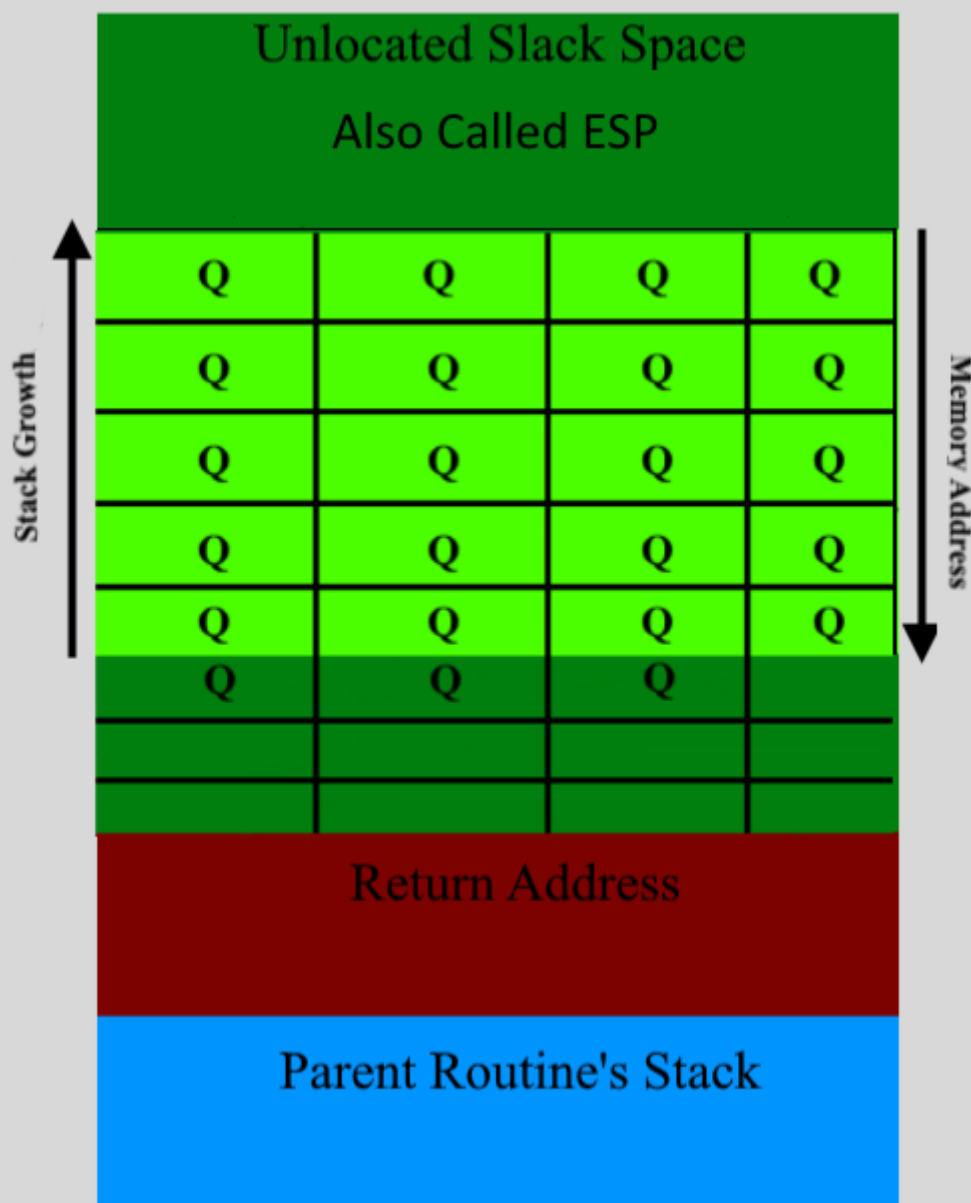 Unlocated Slack Space
Also Called ESP
Q Q Q Q
Q Q Q Q
Q Q Q Q
Q Q Q Q
Q Q Q Q
Q Q Q
Stack Growth
Memory Address
Return Address
Parent Routine's Stack